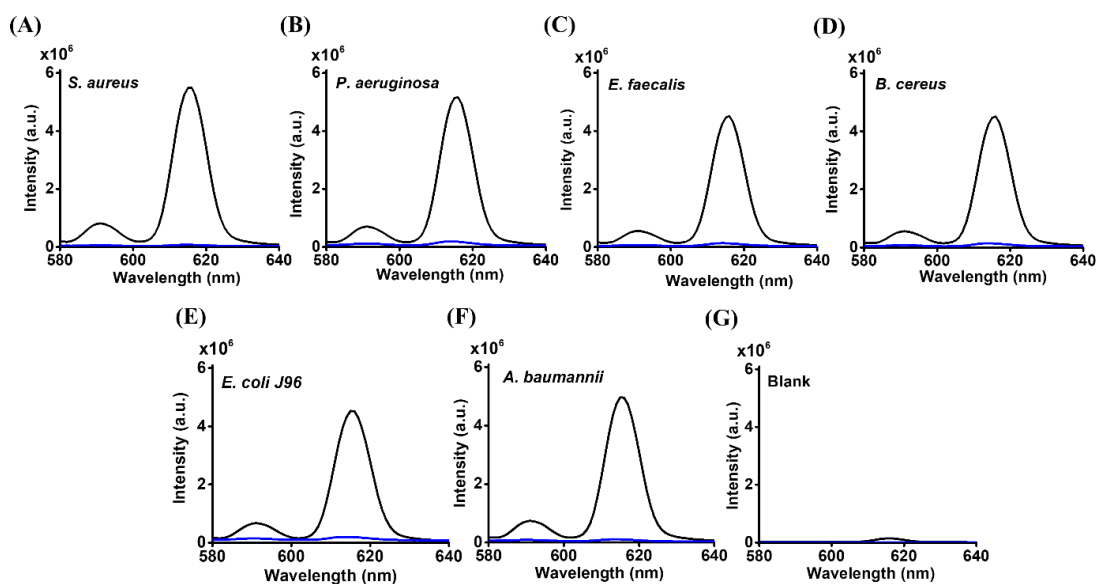 (A)
x10⁶
S. aureus
6
4
2
0
Intensity (a.u.)
580 600 620 640
Wavelength (nm)
(B)
x10⁶
P. aeruginosa
6
4
2
0
Intensity (a.u.)
580 600 620 640
Wavelength (nm)
(C)
x10⁶
E. faecalis
6
4
2
0
Intensity (a.u.)
580 600 620 640
Wavelength (nm)
(D)
x10⁶
B. cereus
6
4
2
0
Intensity (a.u.)
580 600 620 640
Wavelength (nm)
(E)
x10⁶
E. coli J96
6
4
2
0
Intensity (a.u.)
580 600 620 640
Wavelength (nm)
(F)
x10⁶
A. baumannii
6
4
2
0
Intensity (a.u.)
580 600 620 640
Wavelength (nm)
(G)
x10⁶
Blank
6
4
2
0
Intensity (a.u.)
580 600 620 640
Wavelength (nm)